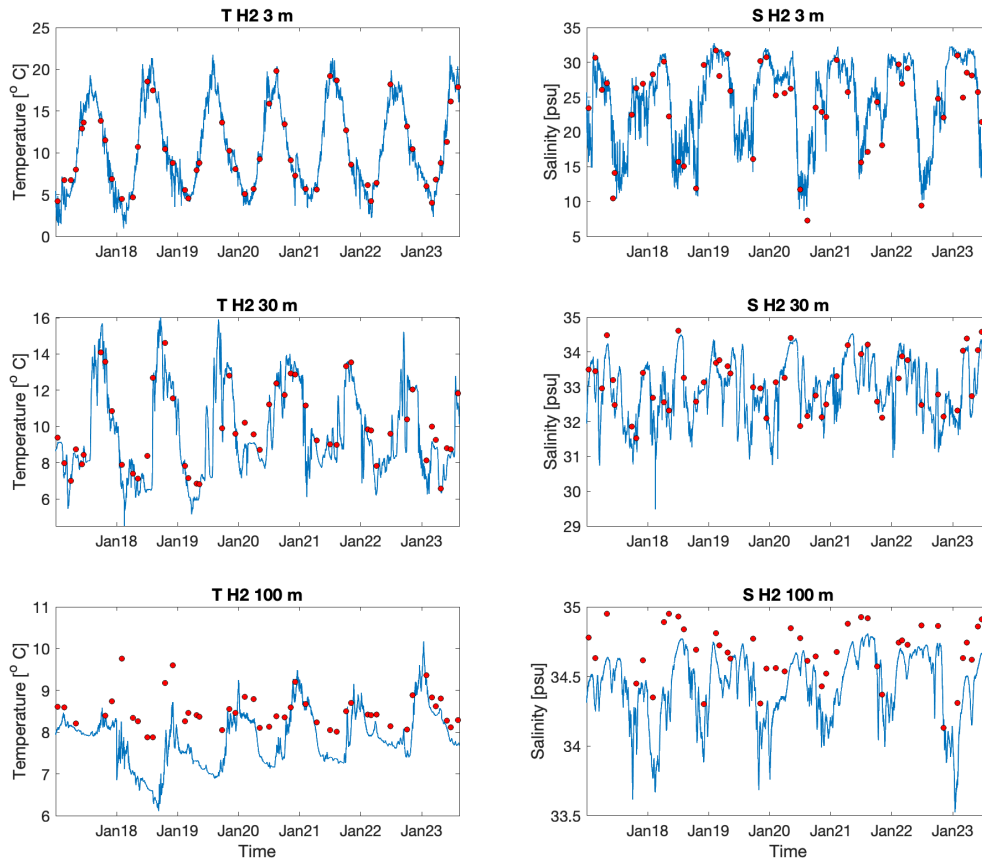 T H2 3 m
Temperature [° C]
25
20
15
10
5
0
Jan18 Jan19 Jan20 Jan21 Jan22 Jan23
S H2 3 m
Salinity [psu]
35
30
25
20
15
10
5
Jan18 Jan19 Jan20 Jan21 Jan22 Jan23
T H2 30 m
Temperature [° C]
16
14
12
10
8
6
Jan18 Jan19 Jan20 Jan21 Jan22 Jan23
S H2 30 m
Salinity [psu]
35
34
33
32
31
30
29
Jan18 Jan19 Jan20 Jan21 Jan22 Jan23
T H2 100 m
Temperature [° C]
11
10
9
8
7
6
Jan18 Jan19 Jan20 Jan21 Jan22 Jan23
Time
S H2 100 m
Salinity [psu]
35
34.5
34
33.5
Jan18 Jan19 Jan20 Jan21 Jan22 Jan23
Time